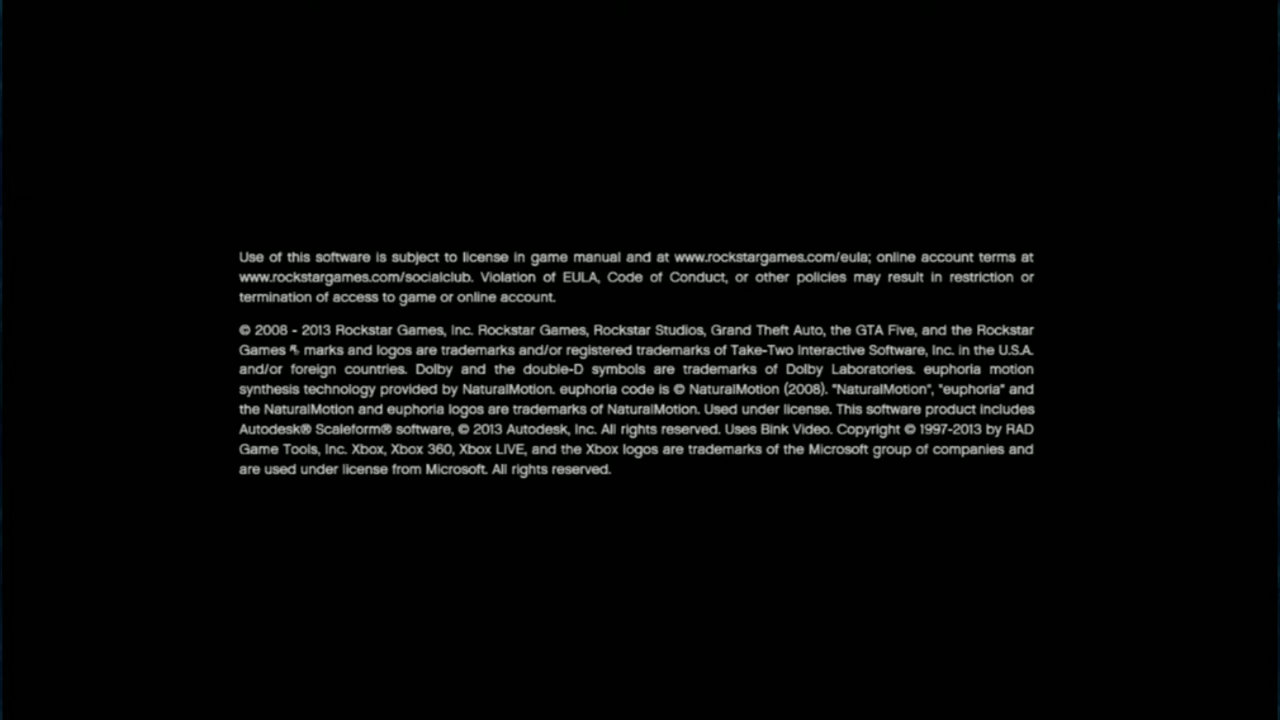 Use of this software is subject to license in game manual and at www.rockstargames.com/eula; online account terms at
www.rockstargames.com/socialclub. Violation of EULA, Code of Conduct, or other policies may result in restriction or
termination of access to game or online account.
© 2008 - 2013 Rockstar Games, Inc. Rockstar Games, Rockstar Studios, Grand Theft Auto, the GTA Five, and the Rockstar
Games R* marks and logos are trademarks and/or registered trademarks of Take-Two Interactive Software, Inc. in the U.S.A.
and/or foreign countries. Dolby and the double-D symbols are trademarks of Dolby Laboratories. euphoria motion
synthesis technology provided by NaturalMotion. euphoria code is © NaturalMotion (2008). "NaturalMotion", "euphoria" and
the NaturalMotion and euphoria logos are trademarks of NaturalMotion. Used under license. This software product includes
Autodesk® Scaleform® software, © 2013 Autodesk, Inc. All rights reserved. Uses Bink Video. Copyright © 1997-2013 by RAD
Game Tools, Inc. Xbox, Xbox 360, Xbox LIVE, and the Xbox logos are trademarks of the Microsoft group of companies and
are used under license from Microsoft. All rights reserved.